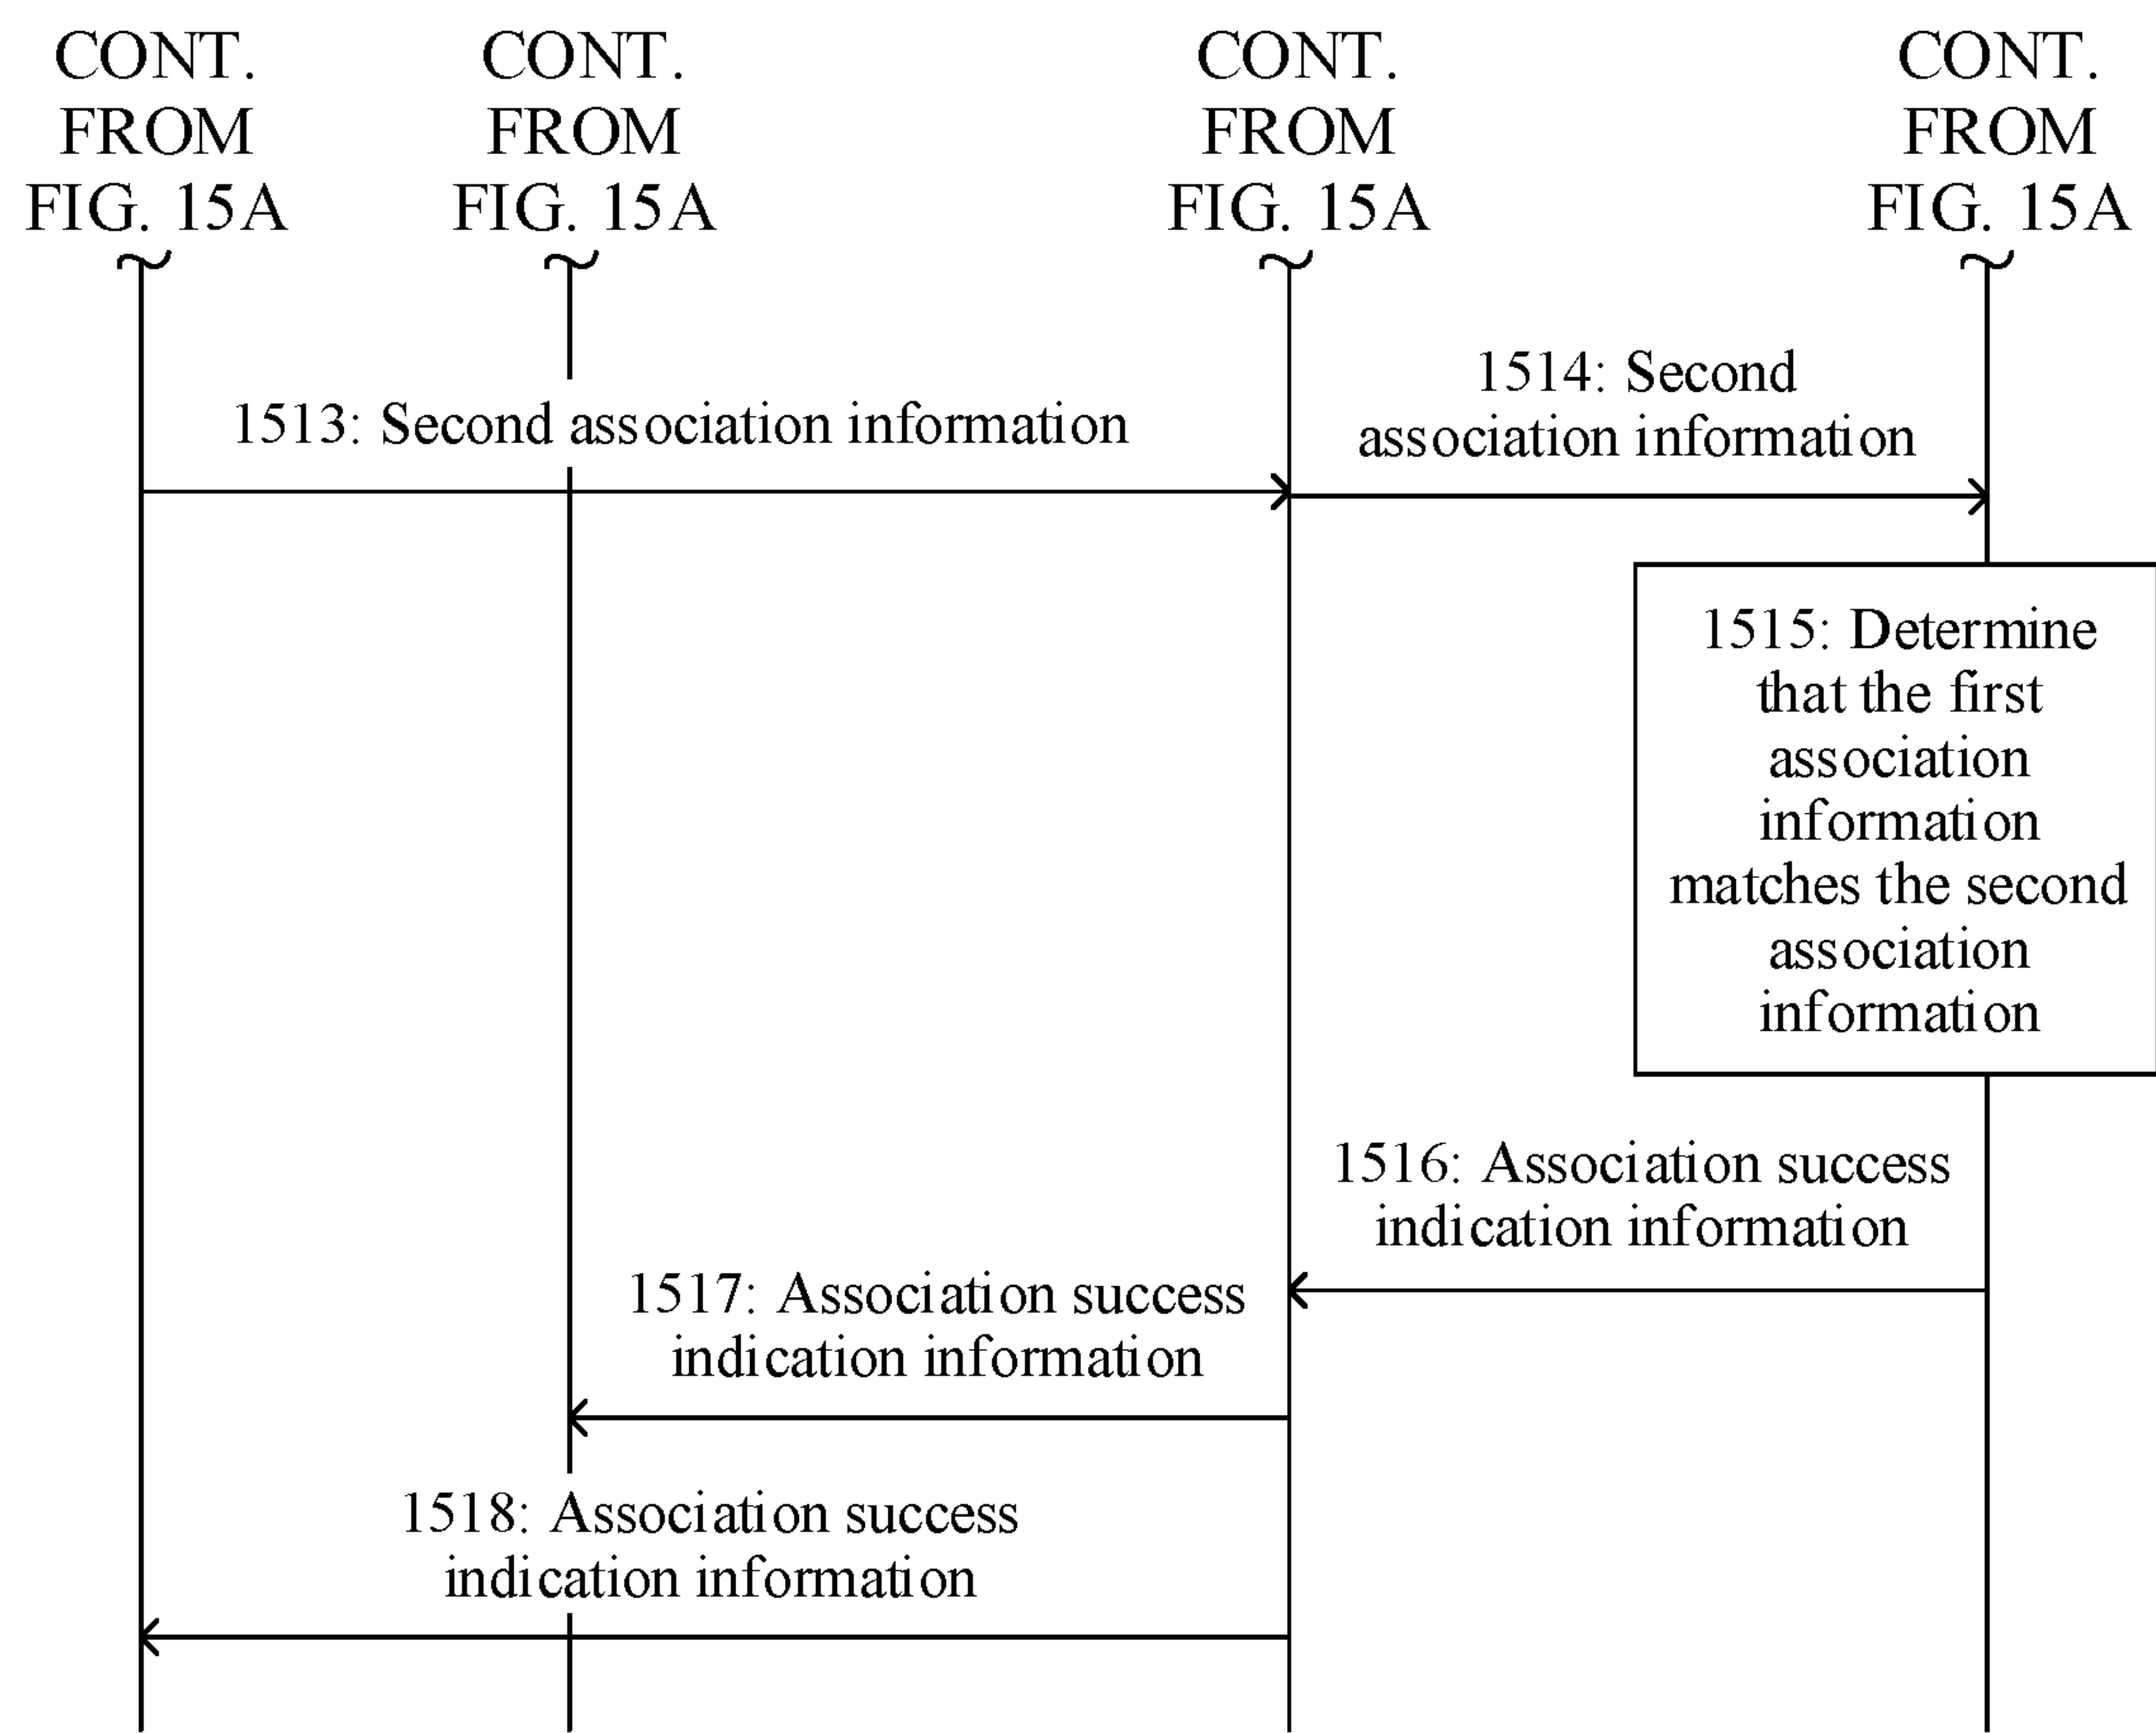 CONT.
FROM
FIG. 15A
CONT.
FROM
FIG. 15A
CONT.
FROM
FIG. 15A
CONT.
FROM
FIG. 15A
1513: Second association information
1514: Second
association information
1515: Determine
that the first
association
information
matches the second
association
information
1516: Association success
indication information
1517: Association success
indication information
1518: Association success
indication information